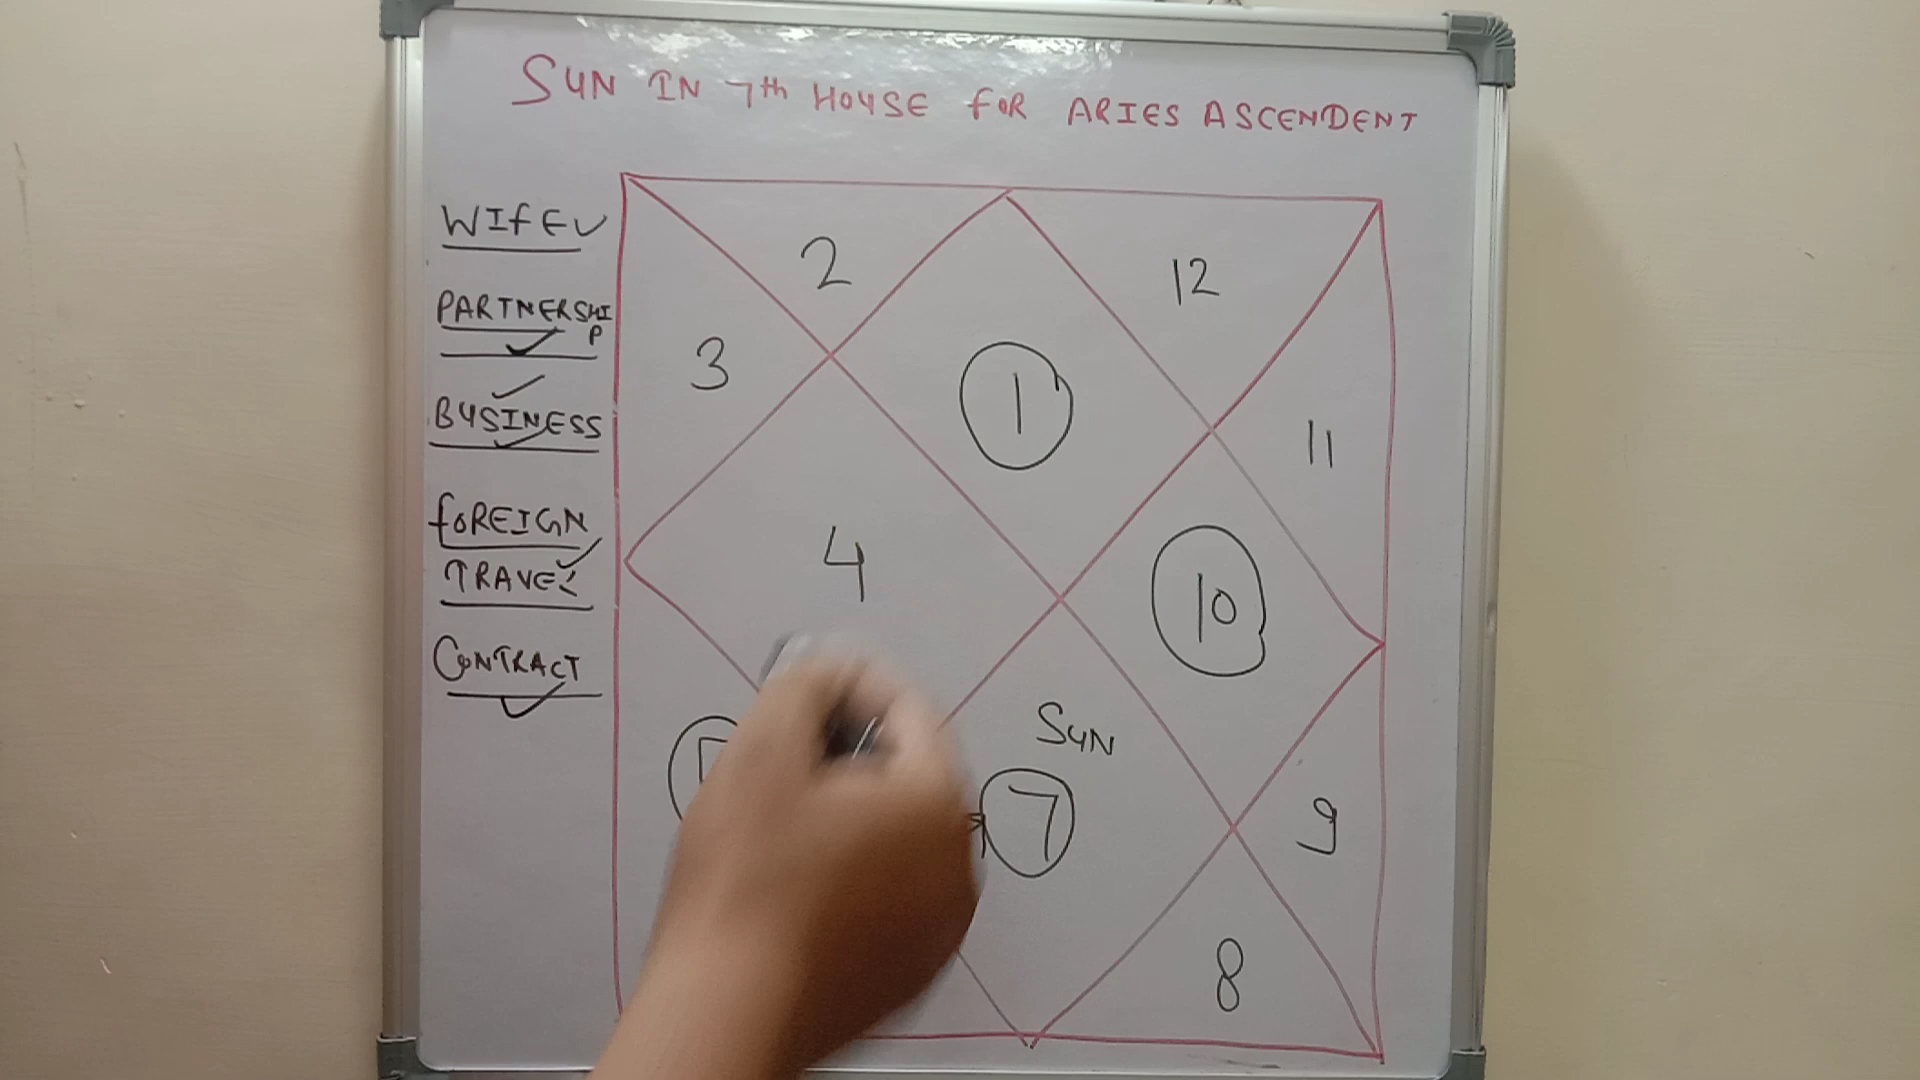 SUN IN 7th HOUSE FOR ARIES ASCENDENT
WIFE
PARTNERSHIP
BUSINESS
FOREIGN
TRAVEL
CONTRACT
2
12
3
1
11
4
10
SUN
7
9
8